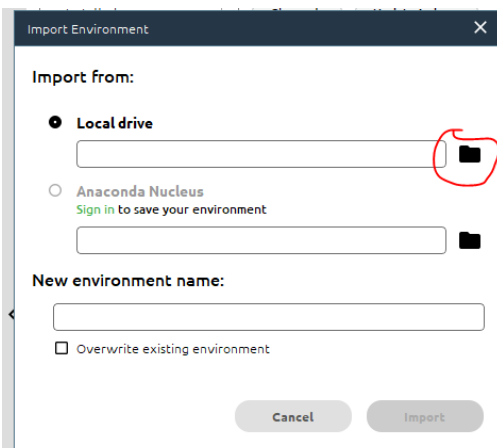 Import Environment
Import from:
Local drive
Anaconda Nucleus
Sign in to save your environment
New environment name:
Overwrite existing environment
Cancel
Import